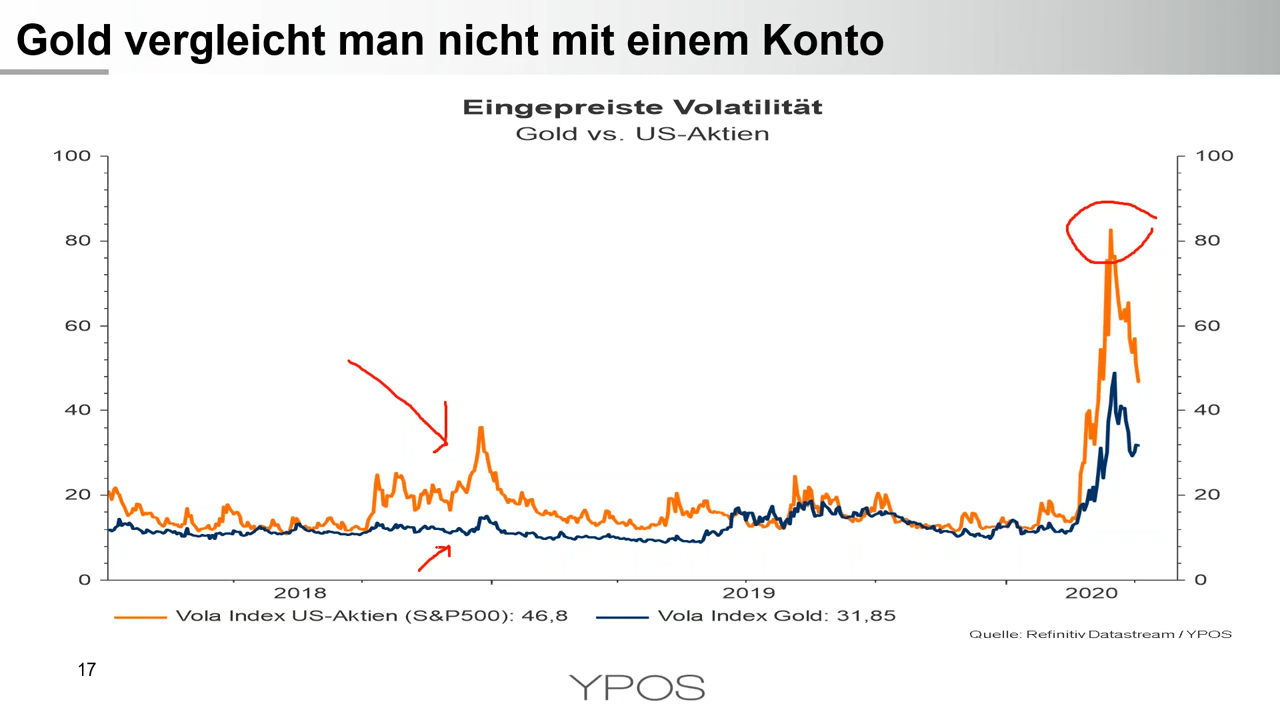 Gold vergleicht man nicht mit einem Konto
Eingepreiste Volatilität
Gold vs. US-Aktien
100 100
80 80
60 60
40 40
20 20
0 0
2018 2019 2020
Vola Index US-Aktien (S&P500): 46,8 Vola Index Gold: 31,85
Quelle: Refinitiv Datastream / YPOS
17
YPOS